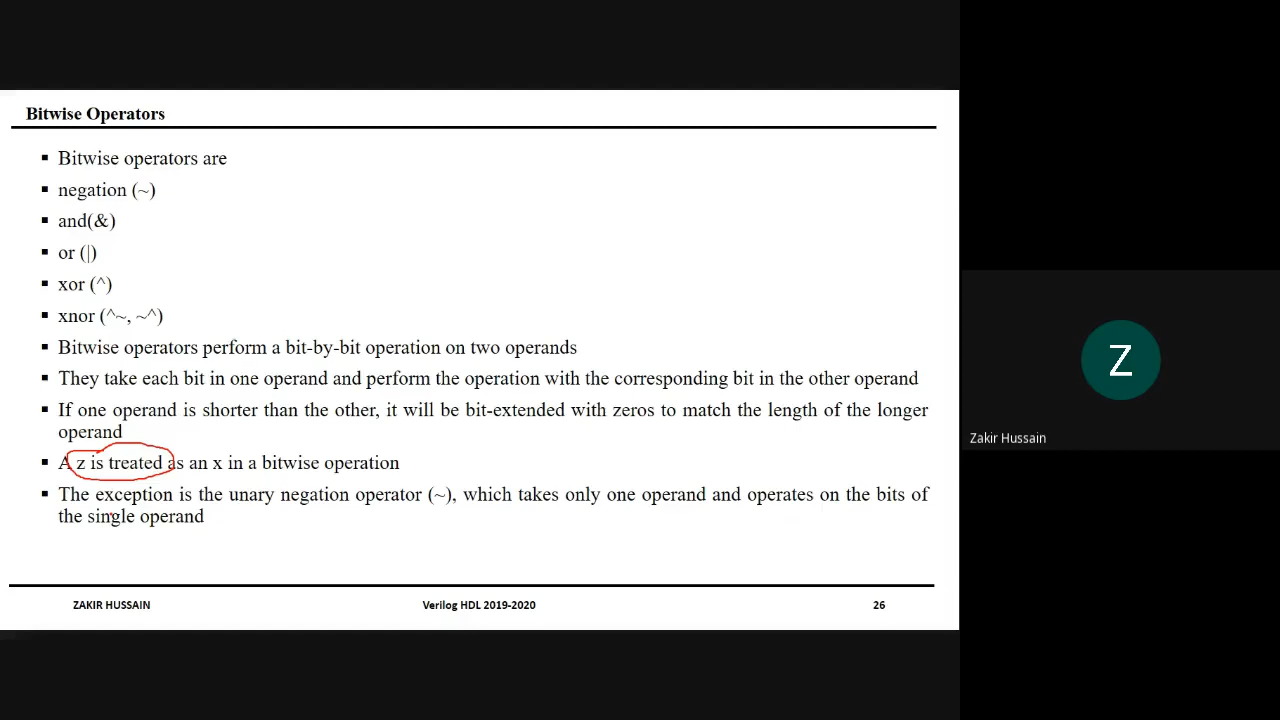 Bitwise Operators
▪ Bitwise operators are
▪ negation (~)
▪ and(&)
▪ or (|)
▪ xor (^)
▪ xnor (^~, ~^)
▪ Bitwise operators perform a bit-by-bit operation on two operands
▪ They take each bit in one operand and perform the operation with the corresponding bit in the other operand
▪ If one operand is shorter than the other, it will be bit-extended with zeros to match the length of the longer
operand
▪ A z is treated as an x in a bitwise operation
▪ The exception is the unary negation operator (~), which takes only one operand and operates on the bits of
the single operand
ZAKIR HUSSAIN Verilog HDL 2019-2020 26
Z
Zakir Hussain